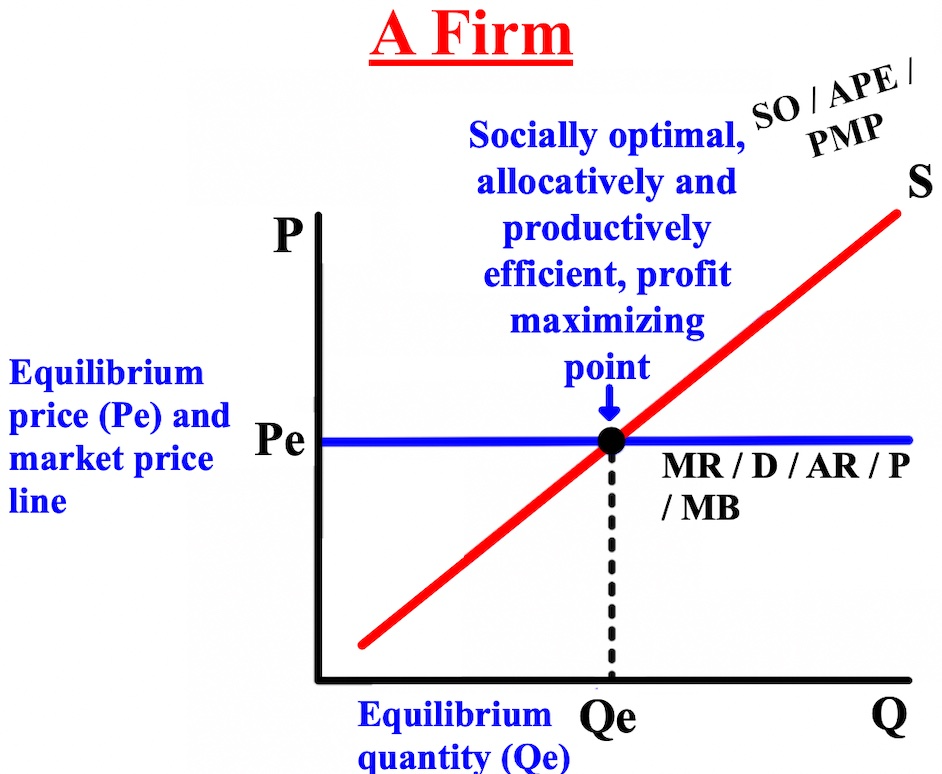 A Firm
SO / APE /
PMP
Socially optimal,
allocatively and
productively
efficient, profit
maximizing
point
S
P
Equilibrium
price (Pe) and
market price
line
Pe
MR / D / AR / P
/ MB
Equilibrium
quantity (Qe)
Qe
Q